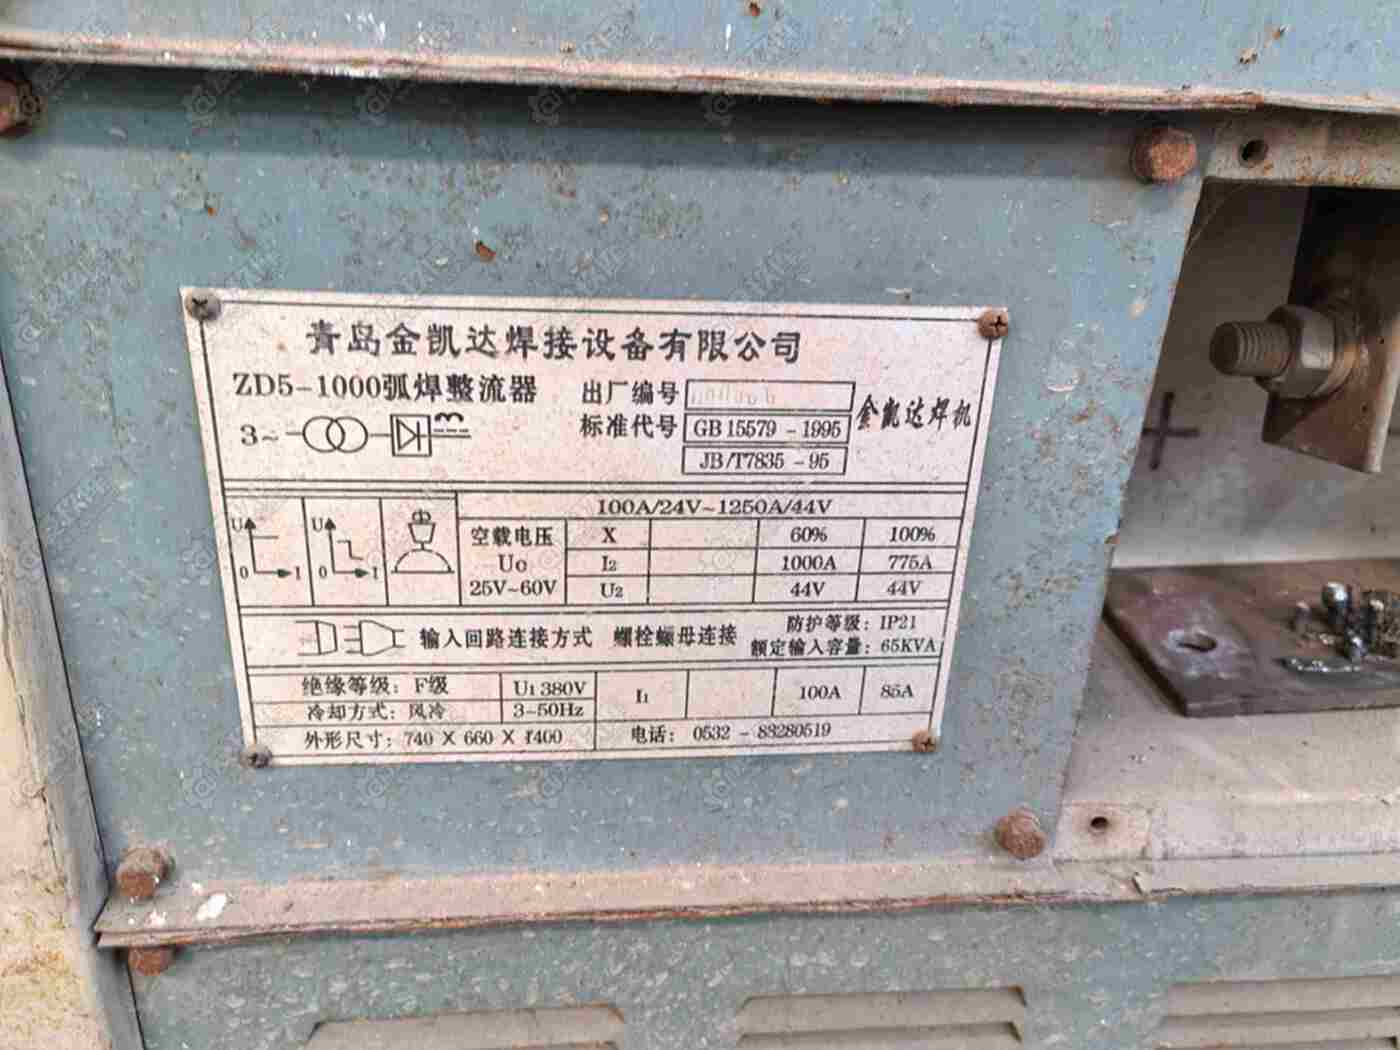 青岛金凯达焊接设备有限公司
ZD5-1000弧焊整流器
出厂编号
标准代号 GB 15579 - 1995
JB/T7835 - 95
金凯达焊机
3~
U 0 I
U 0 I
100A/24V~1250A/44V
空载电压 U0 25V~60V
X 60% 100%
I2 1000A 775A
U2 44V 44V
输入回路连接方式 螺栓螺母连接
防护等级: IP21
额定输入容量: 65KVA
绝缘等级: F级 U1 380V
冷却方式: 风冷 3-50Hz
I1 100A 85A
外形尺寸: 740 X 660 X 1400
电话: 0532 - 83280519
+